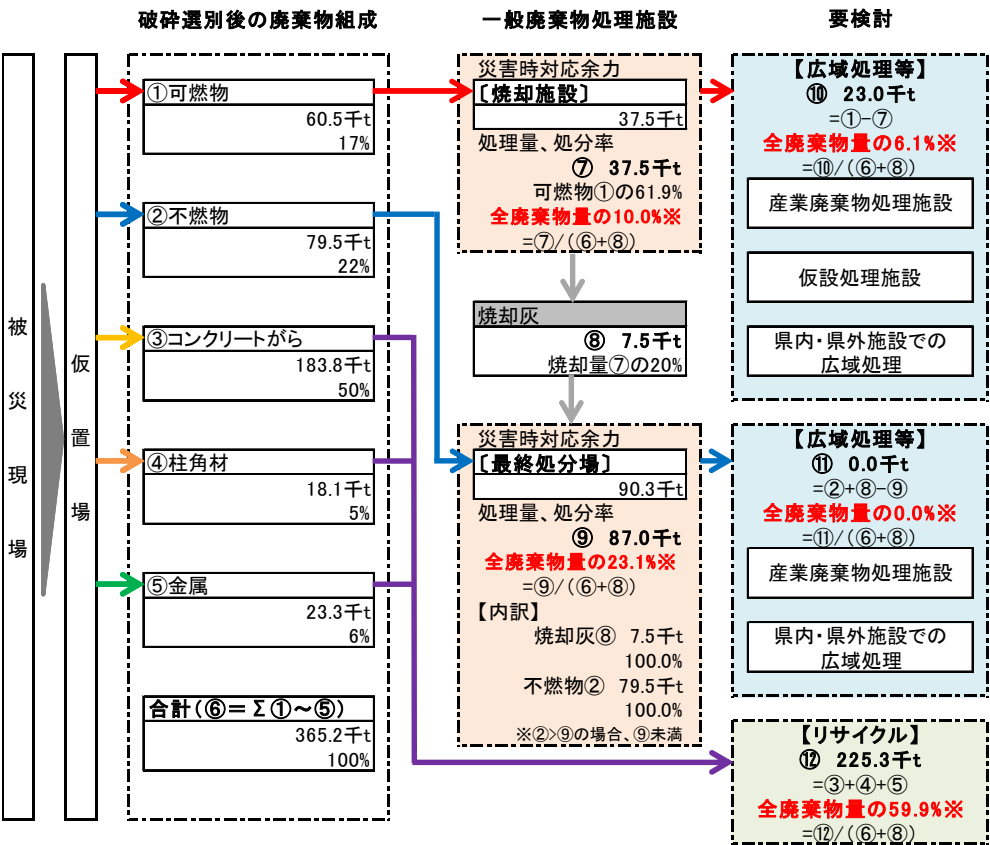 破砕選別後の廃棄物組成
一般廃棄物処理施設
要検討
被災現場
仮置場
①可燃物
60.5千t
17%
②不燃物
79.5千t
22%
③コンクリートがら
183.8千t
50%
④柱角材
18.1千t
5%
⑤金属
23.3千t
6%
合計(⑥=Σ①~⑤)
365.2千t
100%
災害時対応余力
〔焼却施設〕
37.5千t
処理量、処分率
⑦ 37.5千t
可燃物①の61.9%
全廃棄物量の10.0%※
=⑦/(⑥+⑧)
焼却灰
⑧ 7.5千t
焼却量⑦の20%
災害時対応余力
〔最終処分場〕
90.3千t
処理量、処分率
⑨ 87.0千t
全廃棄物量の23.1%※
=⑨/(⑥+⑧)
【内訳】
焼却灰⑧ 7.5千t
100.0%
不燃物② 79.5千t
100.0%
※②>⑨の場合、⑨未満
【広域処理等】
⑩ 23.0千t
=①-⑦
全廃棄物量の6.1%※
=⑩/(⑥+⑧)
産業廃棄物処理施設
仮設処理施設
県内・県外施設での
広域処理
【広域処理等】
⑪ 0.0千t
=②+⑧-⑨
全廃棄物量の0.0%※
=⑪/(⑥+⑧)
産業廃棄物処理施設
県内・県外施設での
広域処理
【リサイクル】
⑫ 225.3千t
=③+④+⑤
全廃棄物量の59.9%※
=⑫/(⑥+⑧)